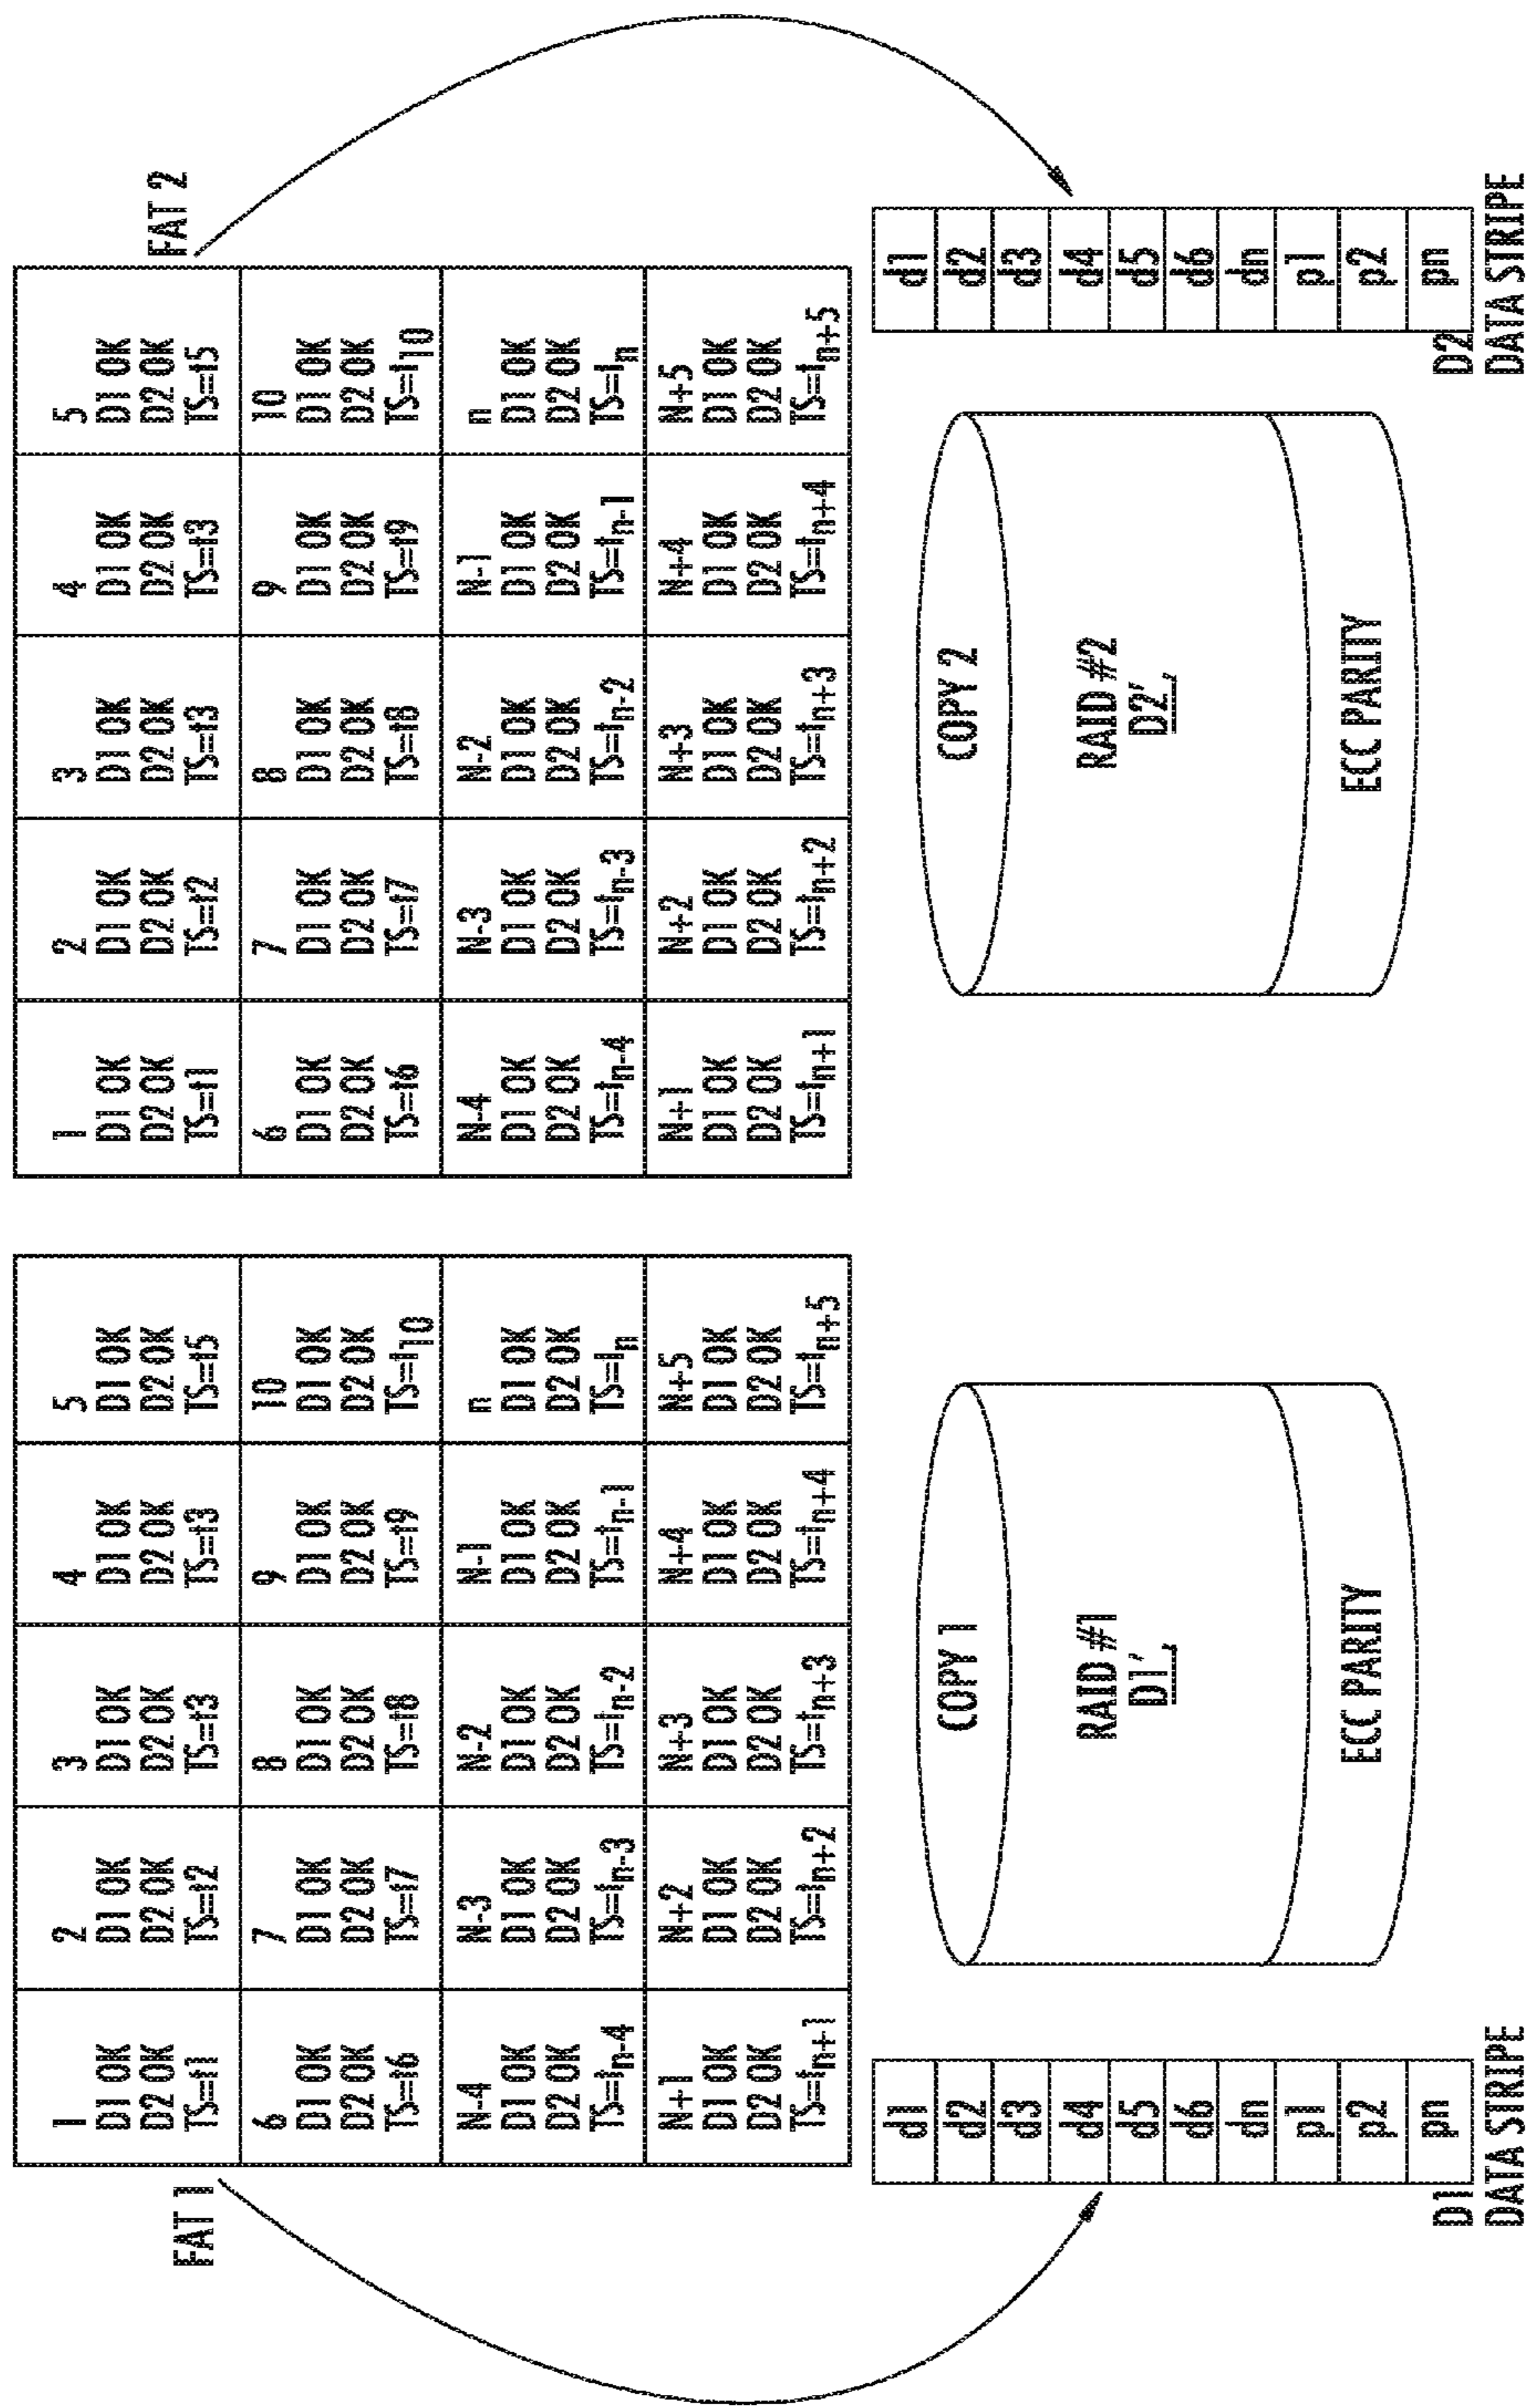 FAT 1
1
D1 OK
D2 OK
TS=t1
2
D1 OK
D2 OK
TS=t2
3
D1 OK
D2 OK
TS=t3
4
D1 OK
D2 OK
TS=t3
5
D1 OK
D2 OK
TS=t5
6
D1 OK
D2 OK
TS=t6
7
D1 OK
D2 OK
TS=t7
8
D1 OK
D2 OK
TS=t8
9
D1 OK
D2 OK
TS=t9
10
D1 OK
D2 OK
TS=t10
N-4
D1 OK
D2 OK
TS=tn-4
N-3
D1 OK
D2 OK
TS=tn-3
N-2
D1 OK
D2 OK
TS=tn-2
N-1
D1 OK
D2 OK
TS=tn-1
n
D1 OK
D2 OK
TS=tn
N+1
D1 OK
D2 OK
TS=tn+1
N+2
D1 OK
D2 OK
TS=tn+2
N+3
D1 OK
D2 OK
TS=tn+3
N+4
D1 OK
D2 OK
TS=tn+4
N+5
D1 OK
D2 OK
TS=tn+5
FAT 2
1
D1 OK
D2 OK
TS=t1
2
D1 OK
D2 OK
TS=t2
3
D1 OK
D2 OK
TS=t3
4
D1 OK
D2 OK
TS=t3
5
D1 OK
D2 OK
TS=t5
6
D1 OK
D2 OK
TS=t6
7
D1 OK
D2 OK
TS=t7
8
D1 OK
D2 OK
TS=t8
9
D1 OK
D2 OK
TS=t9
10
D1 OK
D2 OK
TS=t10
N-4
D1 OK
D2 OK
TS=tn-4
N-3
D1 OK
D2 OK
TS=tn-3
N-2
D1 OK
D2 OK
TS=tn-2
N-1
D1 OK
D2 OK
TS=tn-1
n
D1 OK
D2 OK
TS=tn
N+1
D1 OK
D2 OK
TS=tn+1
N+2
D1 OK
D2 OK
TS=tn+2
N+3
D1 OK
D2 OK
TS=tn+3
N+4
D1 OK
D2 OK
TS=tn+4
N+5
D1 OK
D2 OK
TS=tn+5
d1
d2
d3
d4
d5
d6
dn
p1
p2
pn
D1
DATA STRIPE
COPY 1
RAID #1
D1',
ECC PARITY
COPY 2
RAID #2
D2',
ECC PARITY
d1
d2
d3
d4
d5
d6
dn
p1
p2
pn
D2
DATA STRIPE